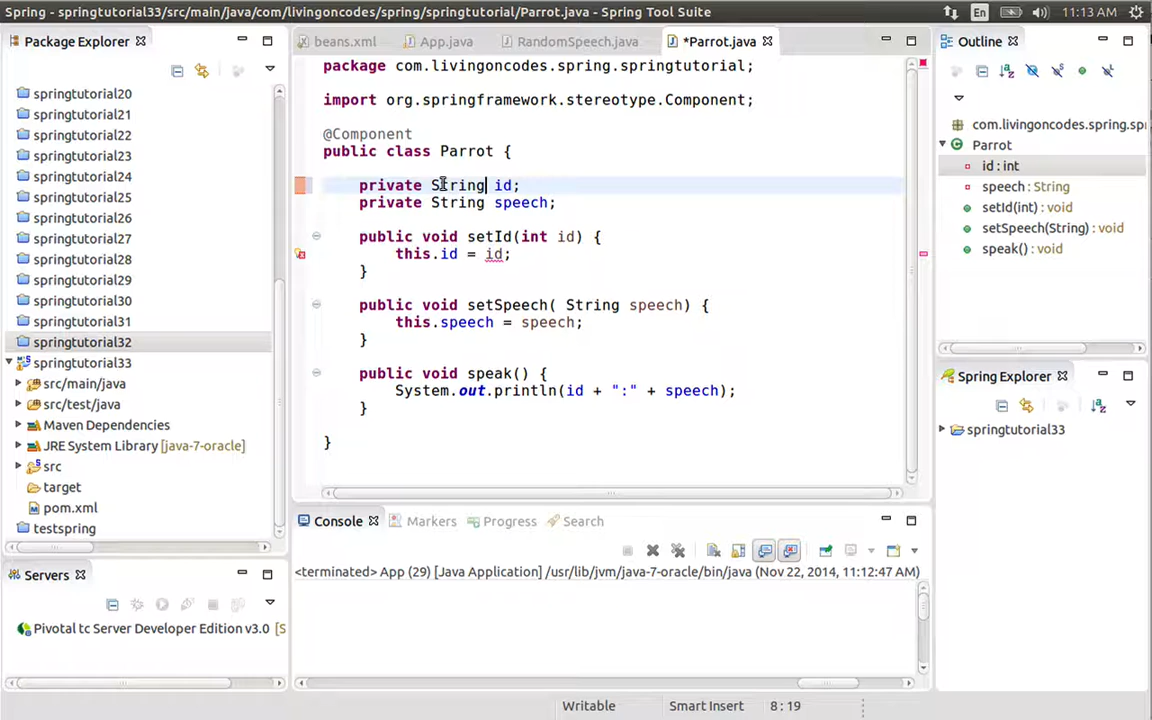 Spring - springtutorial33/src/main/java/com/livingoncodes/spring/springtutorial/Parrot.java - Spring Tool Suite
En
11:13 AM
Package Explorer
springtutorial20
springtutorial21
springtutorial22
springtutorial23
springtutorial24
springtutorial25
springtutorial26
springtutorial27
springtutorial28
springtutorial29
springtutorial30
springtutorial31
springtutorial32
springtutorial33
src/main/java
src/test/java
Maven Dependencies
JRE System Library [java-7-oracle]
src
target
pom.xml
testspring
Servers
Pivotal tc Server Developer Edition v3.0 [S
beans.xml
App.java
RandomSpeech.java
*Parrot.java
package com.livingoncodes.spring.springtutorial;
import org.springframework.stereotype.Component;
@Component
public class Parrot {
private String id;
private String speech;
public void setId(int id) {
this.id = id;
}
public void setSpeech( String speech) {
this.speech = speech;
}
public void speak() {
System.out.println(id + ":" + speech);
}
}
Console
Markers
Progress
Search
<terminated> App (29) [Java Application] /usr/lib/jvm/java-7-oracle/bin/java (Nov 22, 2014, 11:12:47 AM)
Outline
com.livingoncodes.spring.spr
Parrot
id : int
speech : String
setId(int) : void
setSpeech(String) : void
speak() : void
Spring Explorer
springtutorial33
Writable
Smart Insert
8 : 19